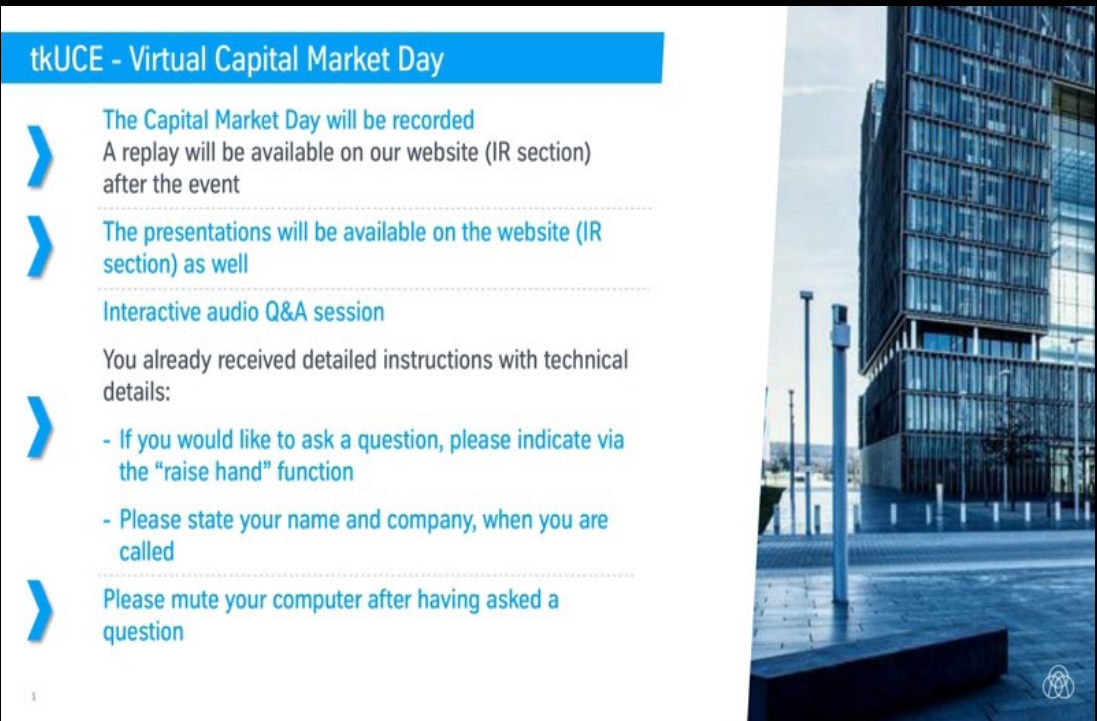 tkUCE - Virtual Capital Market Day
The Capital Market Day will be recorded
A replay will be available on our website (IR section)
after the event
The presentations will be available on the website (IR
section) as well
Interactive audio Q&A session
You already received detailed instructions with technical
details:
- If you would like to ask a question, please indicate via
the “raise hand” function
- Please state your name and company, when you are
called
Please mute your computer after having asked a
question
1